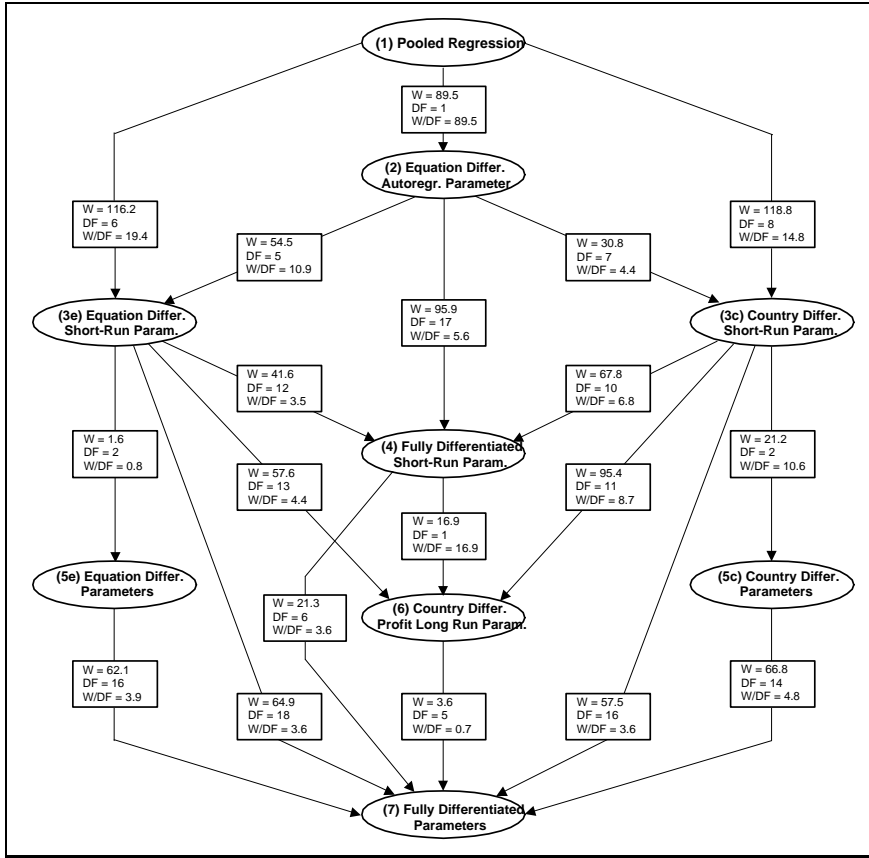 (1) Pooled Regression
W = 89.5
DF = 1
W/DF = 89.5
(2) Equation Differ.
Autoregr. Parameter
W = 116.2
DF = 6
W/DF = 19.4
W = 54.5
DF = 5
W/DF = 10.9
W = 30.8
DF = 7
W/DF = 4.4
W = 118.8
DF = 8
W/DF = 14.8
(3e) Equation Differ.
Short-Run Param.
W = 95.9
DF = 17
W/DF = 5.6
(3c) Country Differ.
Short-Run Param.
W = 41.6
DF = 12
W/DF = 3.5
W = 67.8
DF = 10
W/DF = 6.8
(4) Fully Differentiated
Short-Run Param.
W = 1.6
DF = 2
W/DF = 0.8
W = 57.6
DF = 13
W/DF = 4.4
W = 95.4
DF = 11
W/DF = 8.7
W = 21.2
DF = 2
W/DF = 10.6
W = 16.9
DF = 1
W/DF = 16.9
(5e) Equation Differ.
Parameters
W = 21.3
DF = 6
W/DF = 3.6
(6) Country Differ.
Profit Long Run Param.
(5c) Country Differ.
Parameters
W = 62.1
DF = 16
W/DF = 3.9
W = 64.9
DF = 18
W/DF = 3.6
W = 3.6
DF = 5
W/DF = 0.7
W = 57.5
DF = 16
W/DF = 3.6
W = 66.8
DF = 14
W/DF = 4.8
(7) Fully Differentiated
Parameters